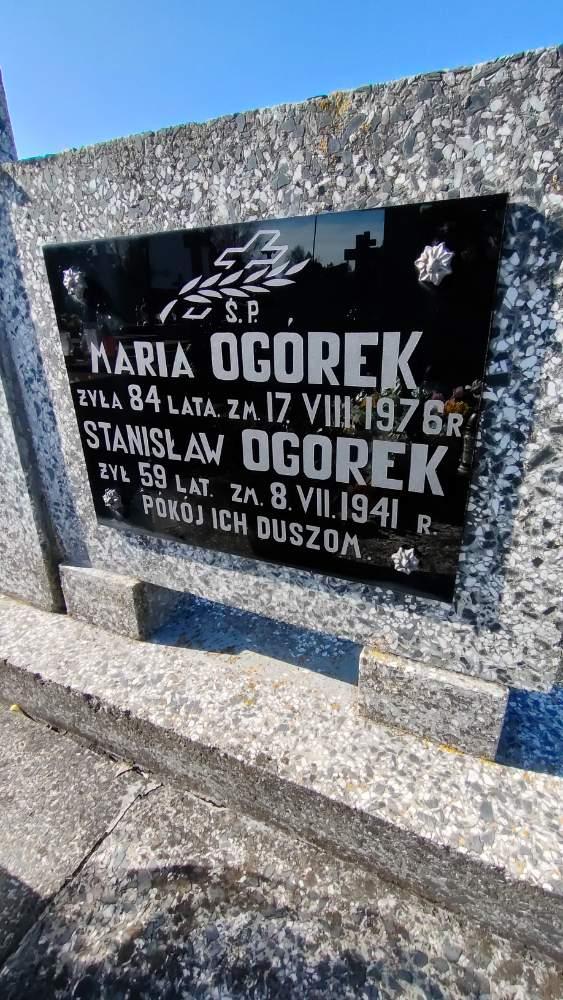 Ś.P.
MARIA OGÓREK
ŻYŁA 84 LATA. ZM. 17 VIII 1976 R.
STANISŁAW OGOREK
ŻYŁ 59 LAT. ZM. 8. VII. 1941 R.
POKÓJ ICH DUSZOM